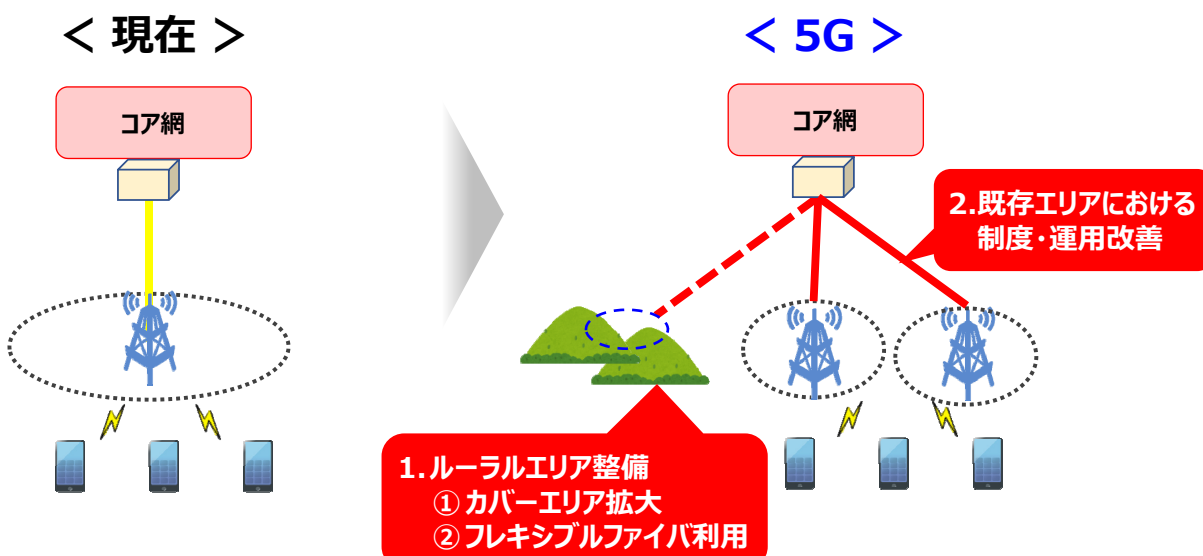 ＜ 現在 ＞
コア網
＜ 5G ＞
コア網
2.既存エリアにおける
制度・運用改善
1.ルーラルエリア整備
① カバーエリア拡大
② フレキシブルファイバ利用